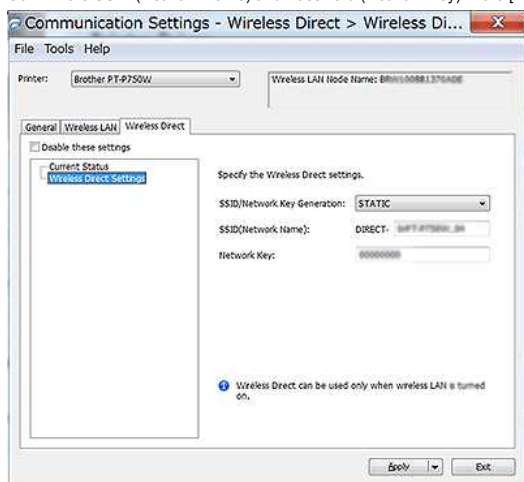 Communication Settings - Wireless Direct > Wireless Di...
File Tools Help
Printer: Brother PT-P750W
Wireless LAN Node Name:
General Wireless LAN Wireless Direct
Disable these settings
Current Status
Wireless Direct Settings
Specify the Wireless Direct settings.
SSID/Network Key Generation: STATIC
SSID(Network Name): DIRECT-
Network Key:
Wireless Direct can be used only when wireless LAN is turned
on.
Apply Exit